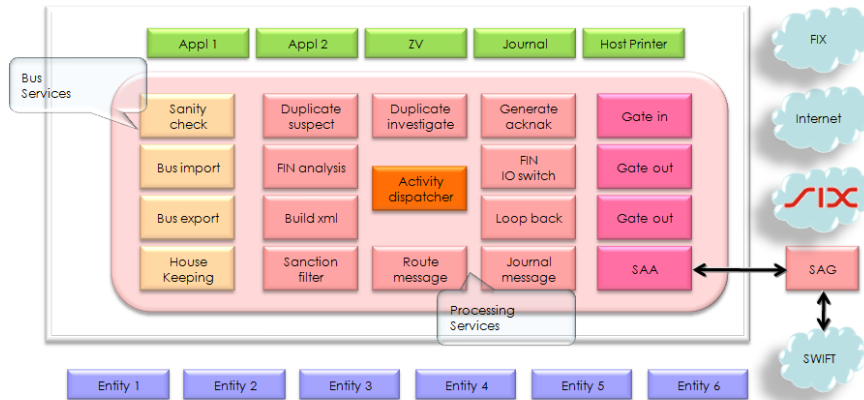 Appl 1
Appl 2
ZV
Journal
Host Printer
FIX
Bus
Services
Sanity
check
Duplicate
suspect
Duplicate
investigate
Generate
acknak
Gate in
Internet
Bus import
FIN analysis
Activity
dispatcher
FIN
IO switch
Gate out
Bus export
Build xml
Loop back
Gate out
SIX
House
Keeping
Sanction
filter
Route
message
Journal
message
SAA
SAG
Processing
Services
SWIFT
Entity 1
Entity 2
Entity 3
Entity 4
Entity 5
Entity 6